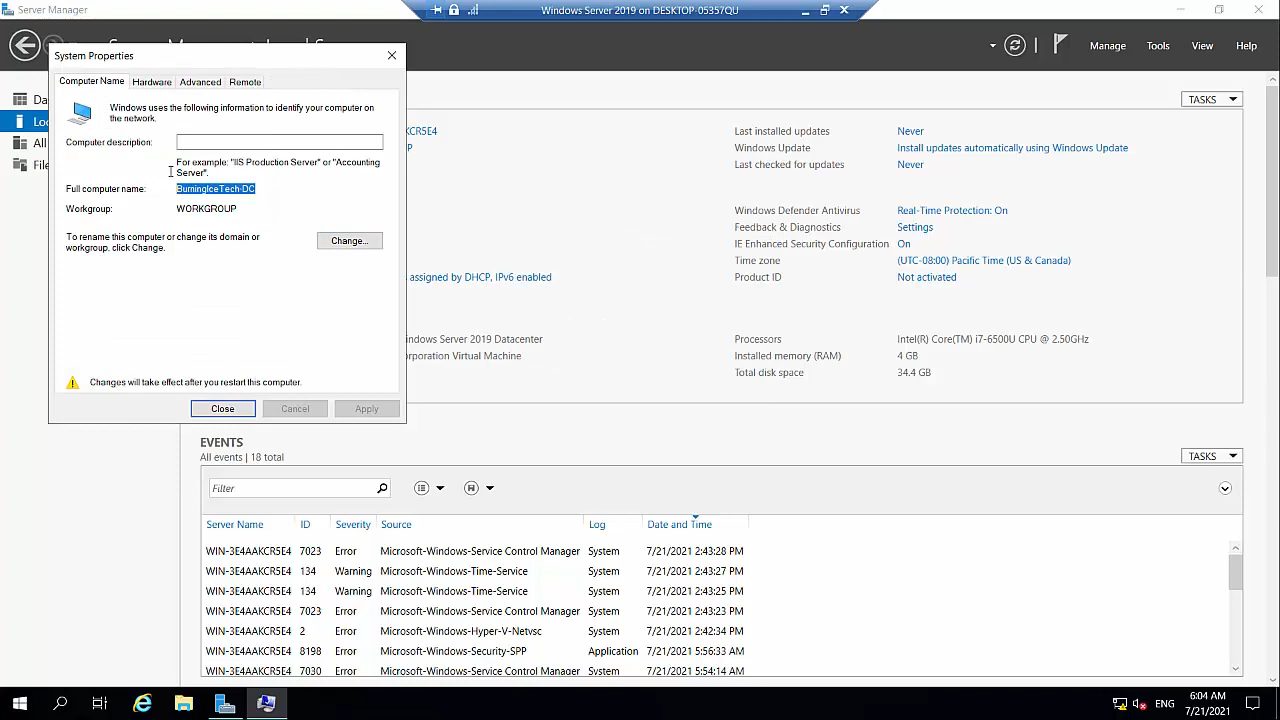 Server Manager
Windows Server 2019 on DESKTOP-05357QU
Manage
Tools
View
Help
System Properties
Computer Name
Hardware
Advanced
Remote
Windows uses the following information to identify your computer on
the network.
Computer description:
For example: "IIS Production Server" or "Accounting
Server".
Full computer name:
BurningIceTech-DC
Workgroup:
WORKGROUP
To rename this computer or change its domain or
workgroup, click Change.
Change...
Changes will take effect after you restart this computer.
Close
Cancel
Apply
Da
Loc
All
File
TASKS
KCR5E4
P
Last installed updates
Never
Windows Update
Install updates automatically using Windows Update
Last checked for updates
Never
Windows Defender Antivirus
Real-Time Protection: On
Feedback & Diagnostics
Settings
IE Enhanced Security Configuration
On
Time zone
(UTC-08:00) Pacific Time (US & Canada)
assigned by DHCP, IPv6 enabled
Product ID
Not activated
indows Server 2019 Datacenter
Processors
Intel(R) Core(TM) i7-6500U CPU @ 2.50GHz
orporation Virtual Machine
Installed memory (RAM)
4 GB
Total disk space
34.4 GB
EVENTS
All events | 18 total
TASKS
Filter
Server Name ID Severity Source Log Date and Time
WIN-3E4AAKCR5E4 7023 Error Microsoft-Windows-Service Control Manager System 7/21/2021 2:43:28 PM
WIN-3E4AAKCR5E4 134 Warning Microsoft-Windows-Time-Service System 7/21/2021 2:43:27 PM
WIN-3E4AAKCR5E4 134 Warning Microsoft-Windows-Time-Service System 7/21/2021 2:43:25 PM
WIN-3E4AAKCR5E4 7023 Error Microsoft-Windows-Service Control Manager System 7/21/2021 2:43:23 PM
WIN-3E4AAKCR5E4 2 Error Microsoft-Windows-Hyper-V-Netvsc System 7/21/2021 2:42:34 PM
WIN-3E4AAKCR5E4 8198 Error Microsoft-Windows-Security-SPP Application 7/21/2021 5:56:33 AM
WIN-3E4AAKCR5E4 7030 Error Microsoft-Windows-Service Control Manager System 7/21/2021 5:54:14 AM
ENG
6:04 AM
7/21/2021